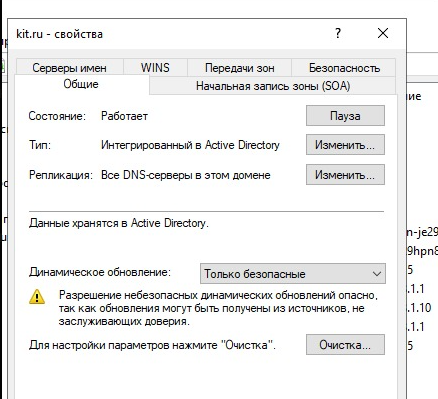 kit.ru - свойства
?
Серверы имен
WINS
Передачи зон
Безопасность
Общие
Начальная запись зоны (SOA)
Состояние:
Работает
Пауза
Тип:
Интегрированный в Active Directory
Изменить...
Репликация:
Все DNS-серверы в этом домене
Изменить...
Данные хранятся в Active Directory.
Динамическое обновление:
Только безопасные
Разрешение небезопасных динамических обновлений опасно,
так как обновления могут быть получены из источников, не
заслуживающих доверия.
Для настройки параметров нажмите "Очистка".
Очистка...
ие
n-je29
9hpn8
5
.1.1
.1.10
.1.1
5